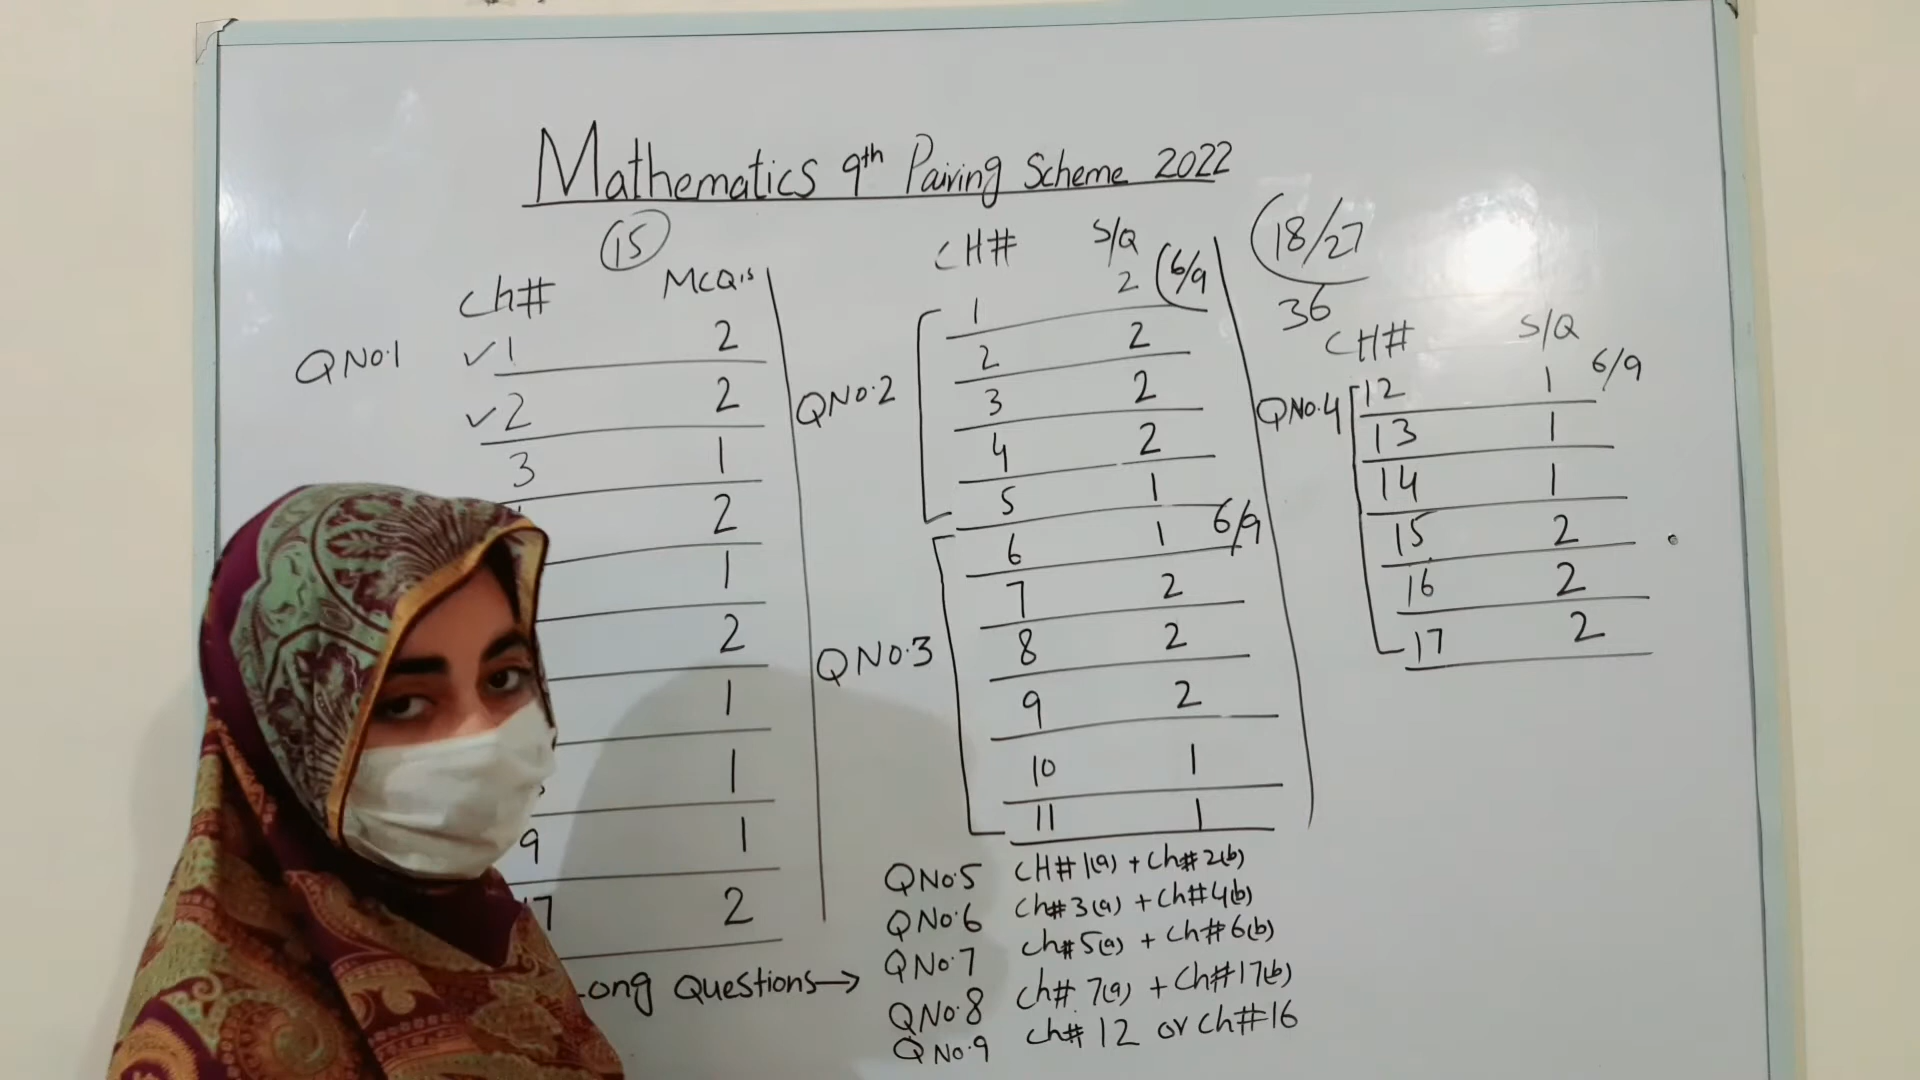 Mathematics 9th Pairing Scheme 2022
15
Ch# MCQ's
QNo.1 ✓1 2
✓2 2
3 1
2
1
2
1
1
9 1
17 2
CH# S/Q
1 2 6/9
QNo.2
2 2
3 2
4 2
5 1
6 1 6/9
QNo.3
7 2
8 2
9 2
10 1
11 1
18/27
36
CH# S/Q
QNo.4
12 1 6/9
13 1
14 1
15 2
16 2
17 2
Long Questions→
QNo.5 CH#1(a) + Ch#2(b)
QNo.6 Ch#3(a) + Ch#4(b)
QNo.7 Ch#5(a) + Ch#6(b)
QNo.8 Ch#7(a) + Ch#17(b)
QNo.9 Ch#12 or Ch#16